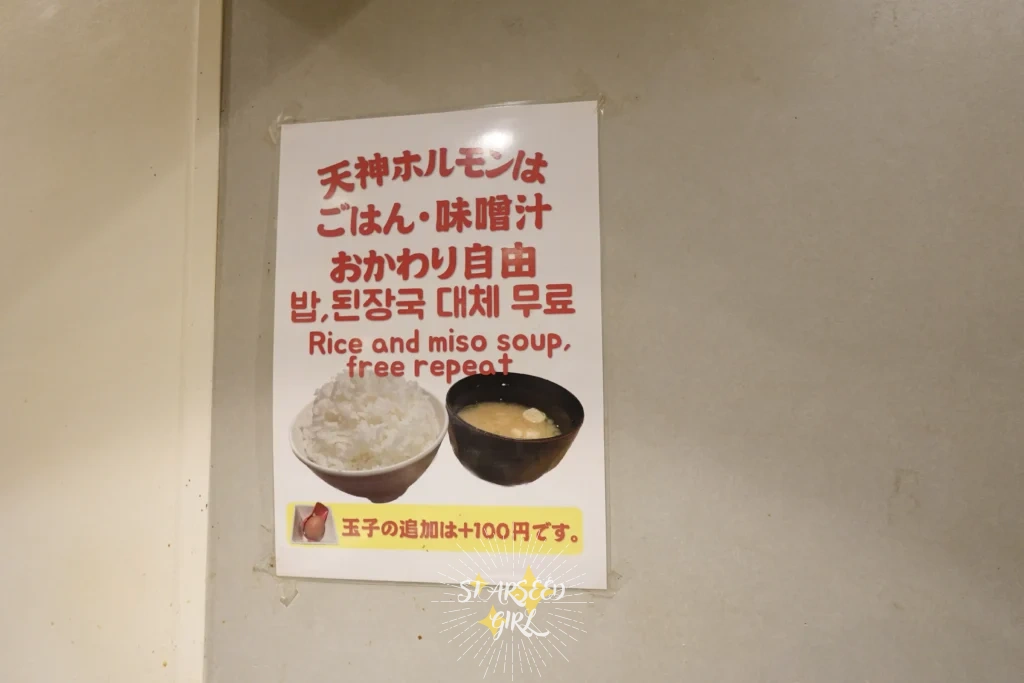 天神ホルモンは
ごはん・味噌汁
おかわり自由
밥,된장국 대체 무료
Rice and miso soup,
free repeat
玉子の追加は+100円です。
STARSEED
GIRL